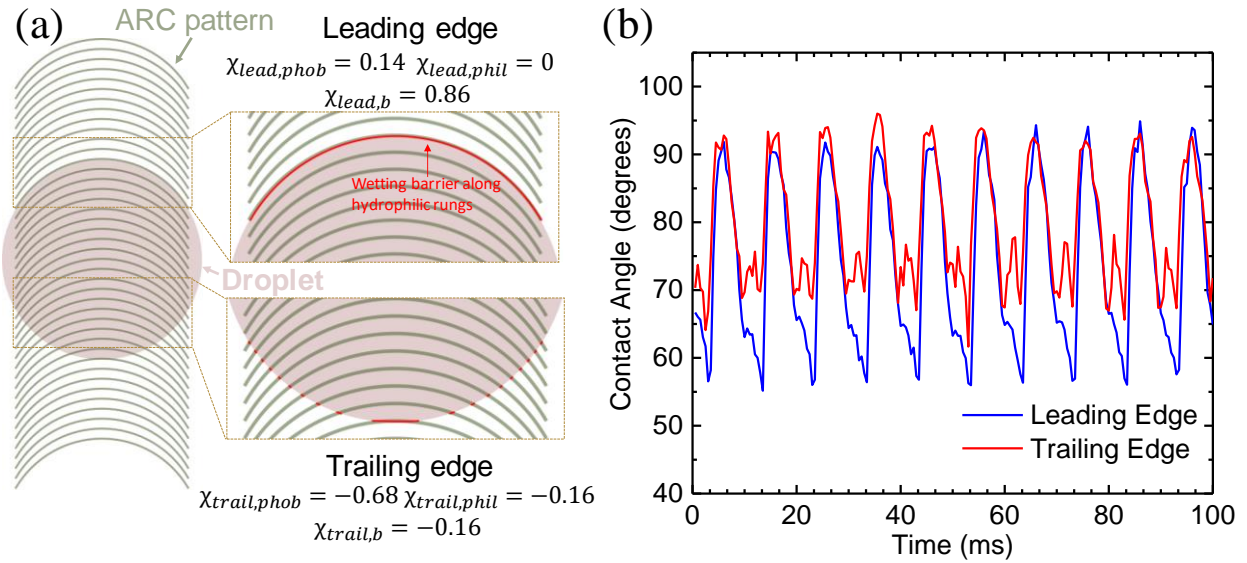 (a)
ARC pattern
Leading edge
χlead,phob = 0.14 χlead,phil = 0
χlead,b = 0.86
Wetting barrier along
hydrophilic rungs
Droplet
Trailing edge
χtrail,phob = −0.68 χtrail,phil = −0.16
χtrail,b = −0.16
(b)
Contact Angle (degrees)
100
90
80
70
60
50
40
Leading Edge
Trailing Edge
0 20 40 60 80 100
Time (ms)